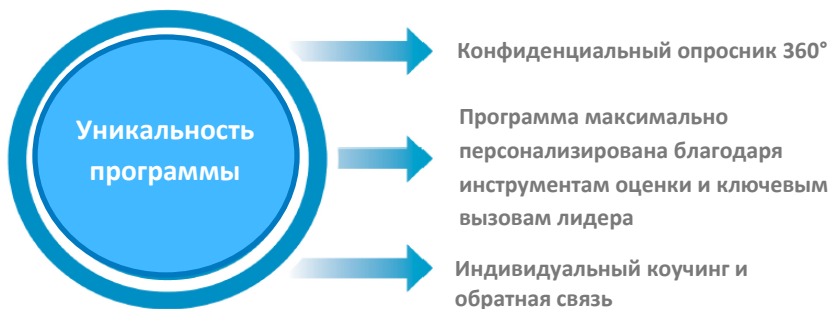 Уникальность
программы
Конфиденциальный опросник 360°
Программа максимально
персонализирована благодаря
инструментам оценки и ключевым
вызовам лидера
Индивидуальный коучинг и
обратная связь